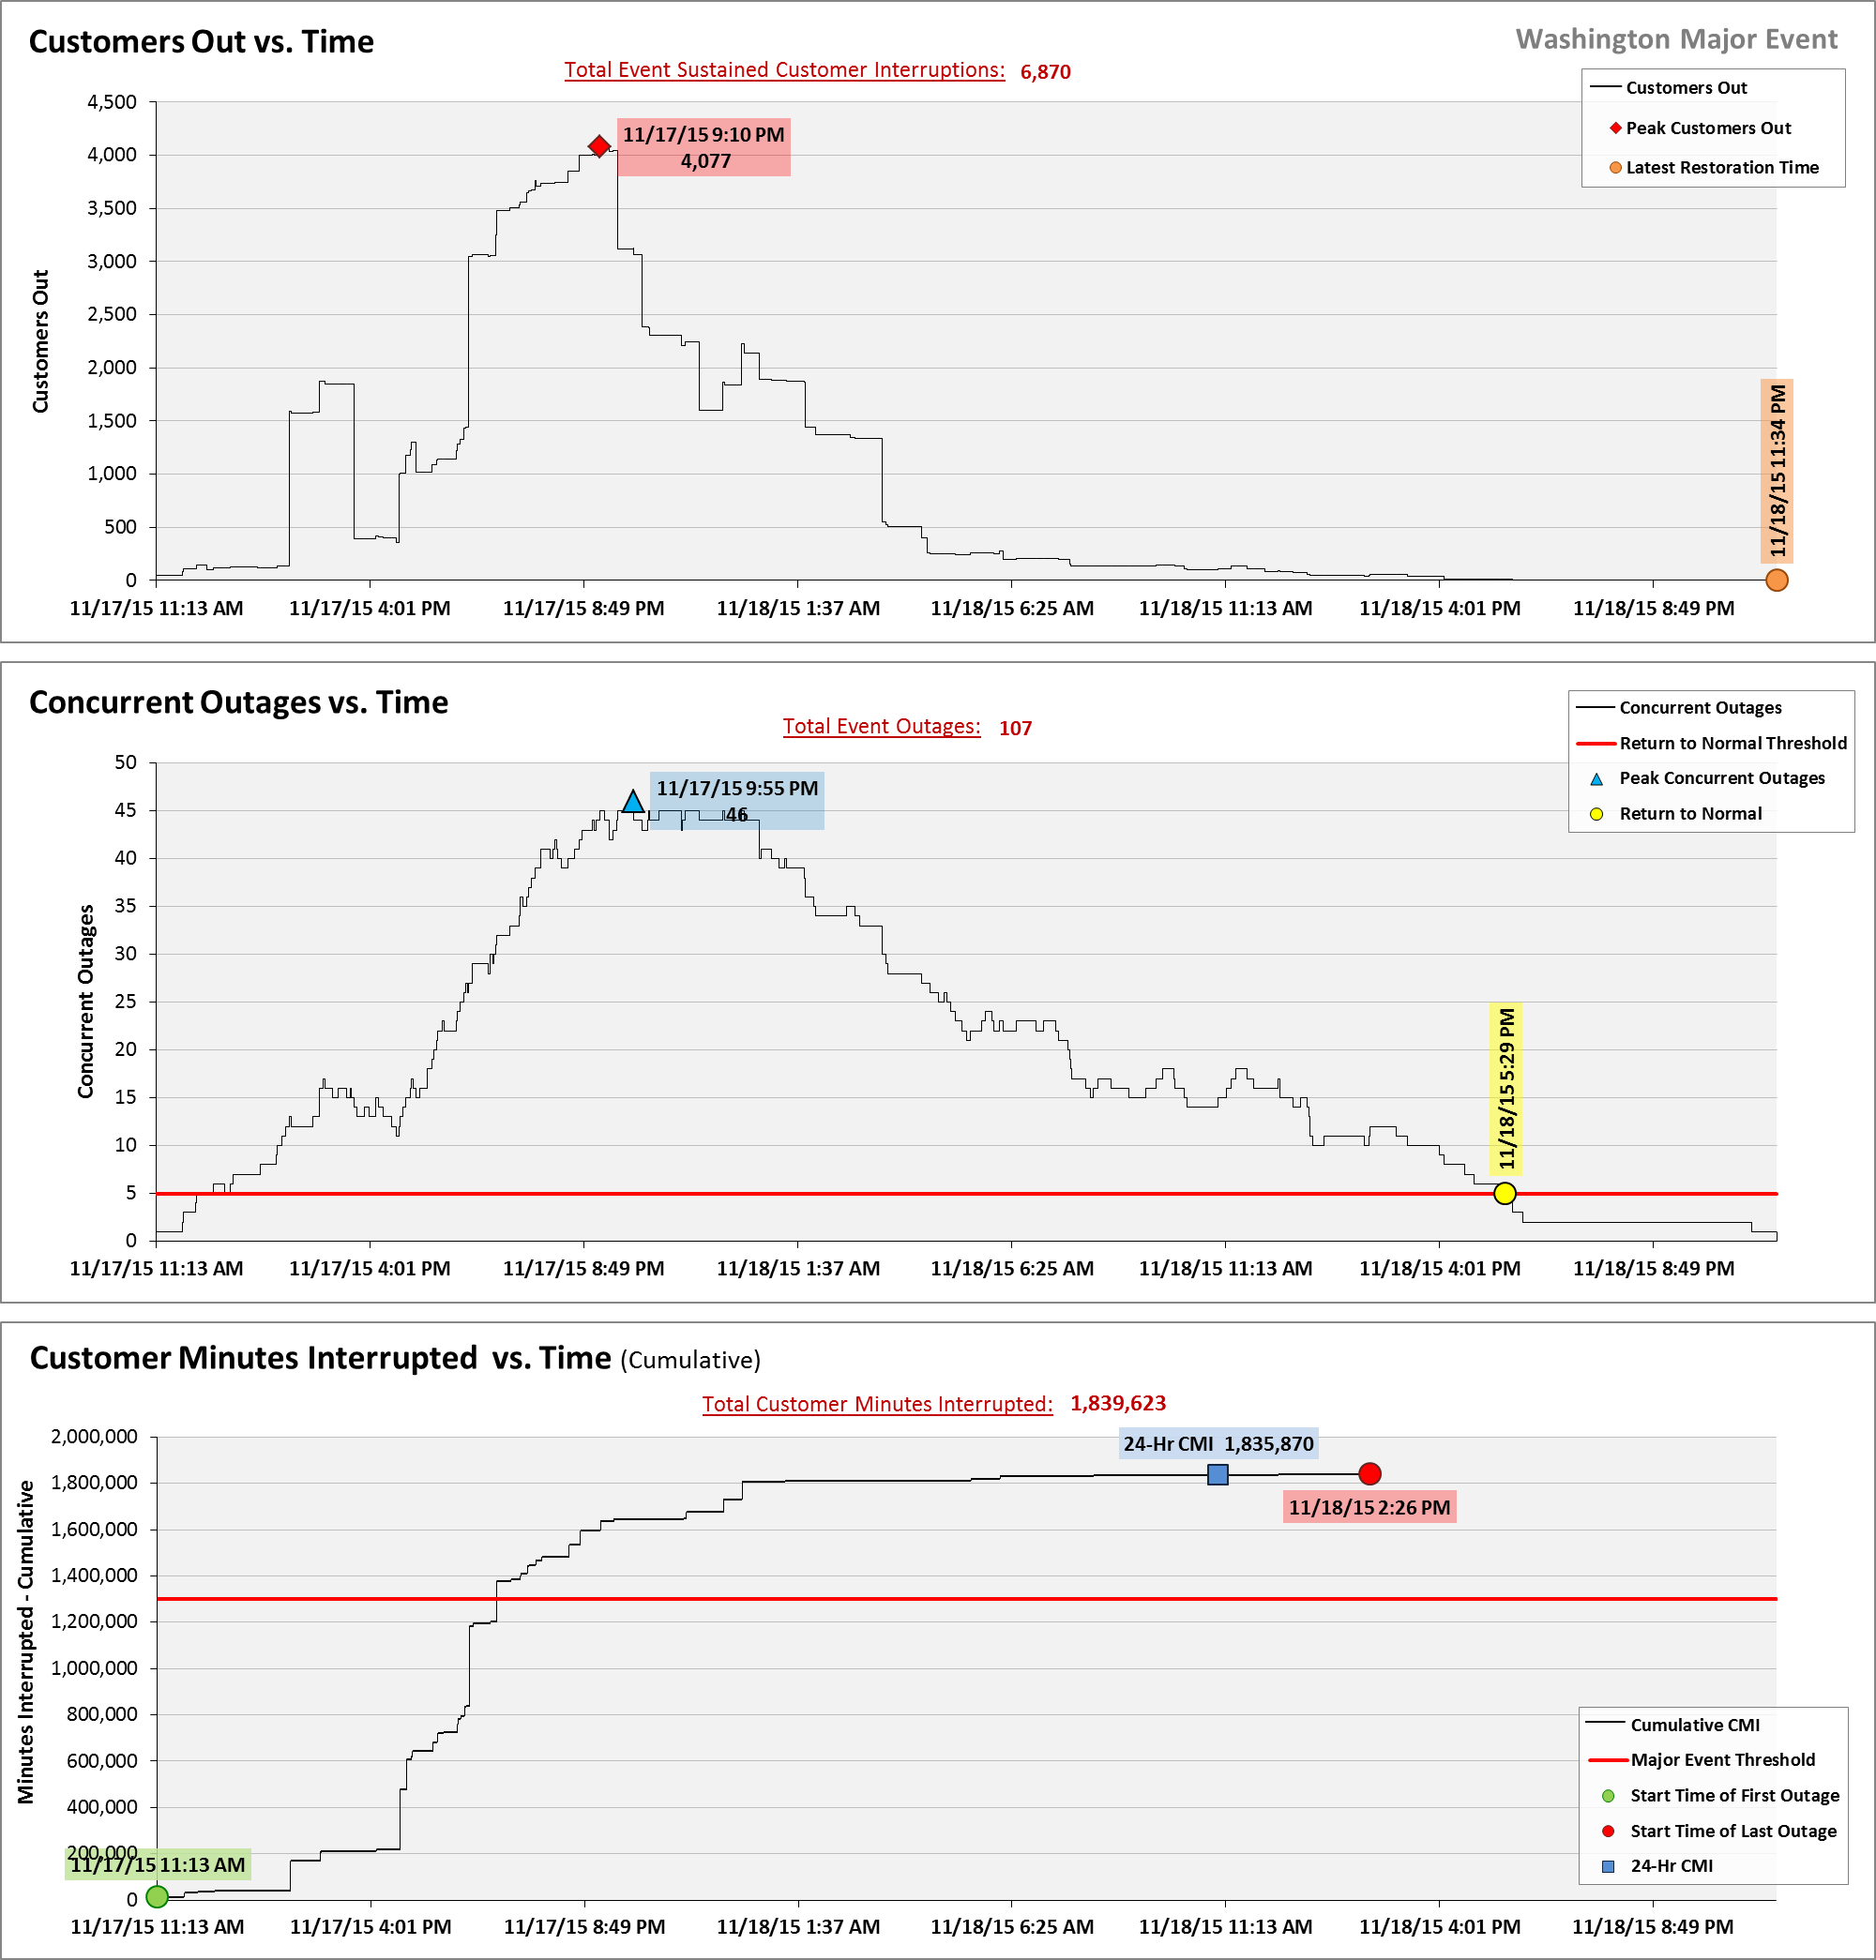 Customers Out vs. Time
Washington Major Event
Total Event Sustained Customer Interruptions: 6,870
Customers Out
Peak Customers Out
Latest Restoration Time
11/17/15 9:10 PM
4,077
Customers Out
4,500
4,000
3,500
3,000
2,500
2,000
1,500
1,000
500
0
11/18/15 11:34 PM
11/17/15 11:13 AM 11/17/15 4:01 PM 11/17/15 8:49 PM 11/18/15 1:37 AM 11/18/15 6:25 AM 11/18/15 11:13 AM 11/18/15 4:01 PM 11/18/15 8:49 PM
Concurrent Outages vs. Time
Total Event Outages: 107
Concurrent Outages
Return to Normal Threshold
Peak Concurrent Outages
Return to Normal
11/17/15 9:55 PM
46
Concurrent Outages
50
45
40
35
30
25
20
15
10
5
0
11/18/15 5:29 PM
11/17/15 11:13 AM 11/17/15 4:01 PM 11/17/15 8:49 PM 11/18/15 1:37 AM 11/18/15 6:25 AM 11/18/15 11:13 AM 11/18/15 4:01 PM 11/18/15 8:49 PM
Customer Minutes Interrupted vs. Time (Cumulative)
Total Customer Minutes Interrupted: 1,839,623
24-Hr CMI 1,835,870
11/18/15 2:26 PM
Minutes Interrupted - Cumulative
2,000,000
1,800,000
1,600,000
1,400,000
1,200,000
1,000,000
800,000
600,000
400,000
200,000
0
11/17/15 11:13 AM
Cumulative CMI
Major Event Threshold
Start Time of First Outage
Start Time of Last Outage
24-Hr CMI
11/17/15 11:13 AM 11/17/15 4:01 PM 11/17/15 8:49 PM 11/18/15 1:37 AM 11/18/15 6:25 AM 11/18/15 11:13 AM 11/18/15 4:01 PM 11/18/15 8:49 PM